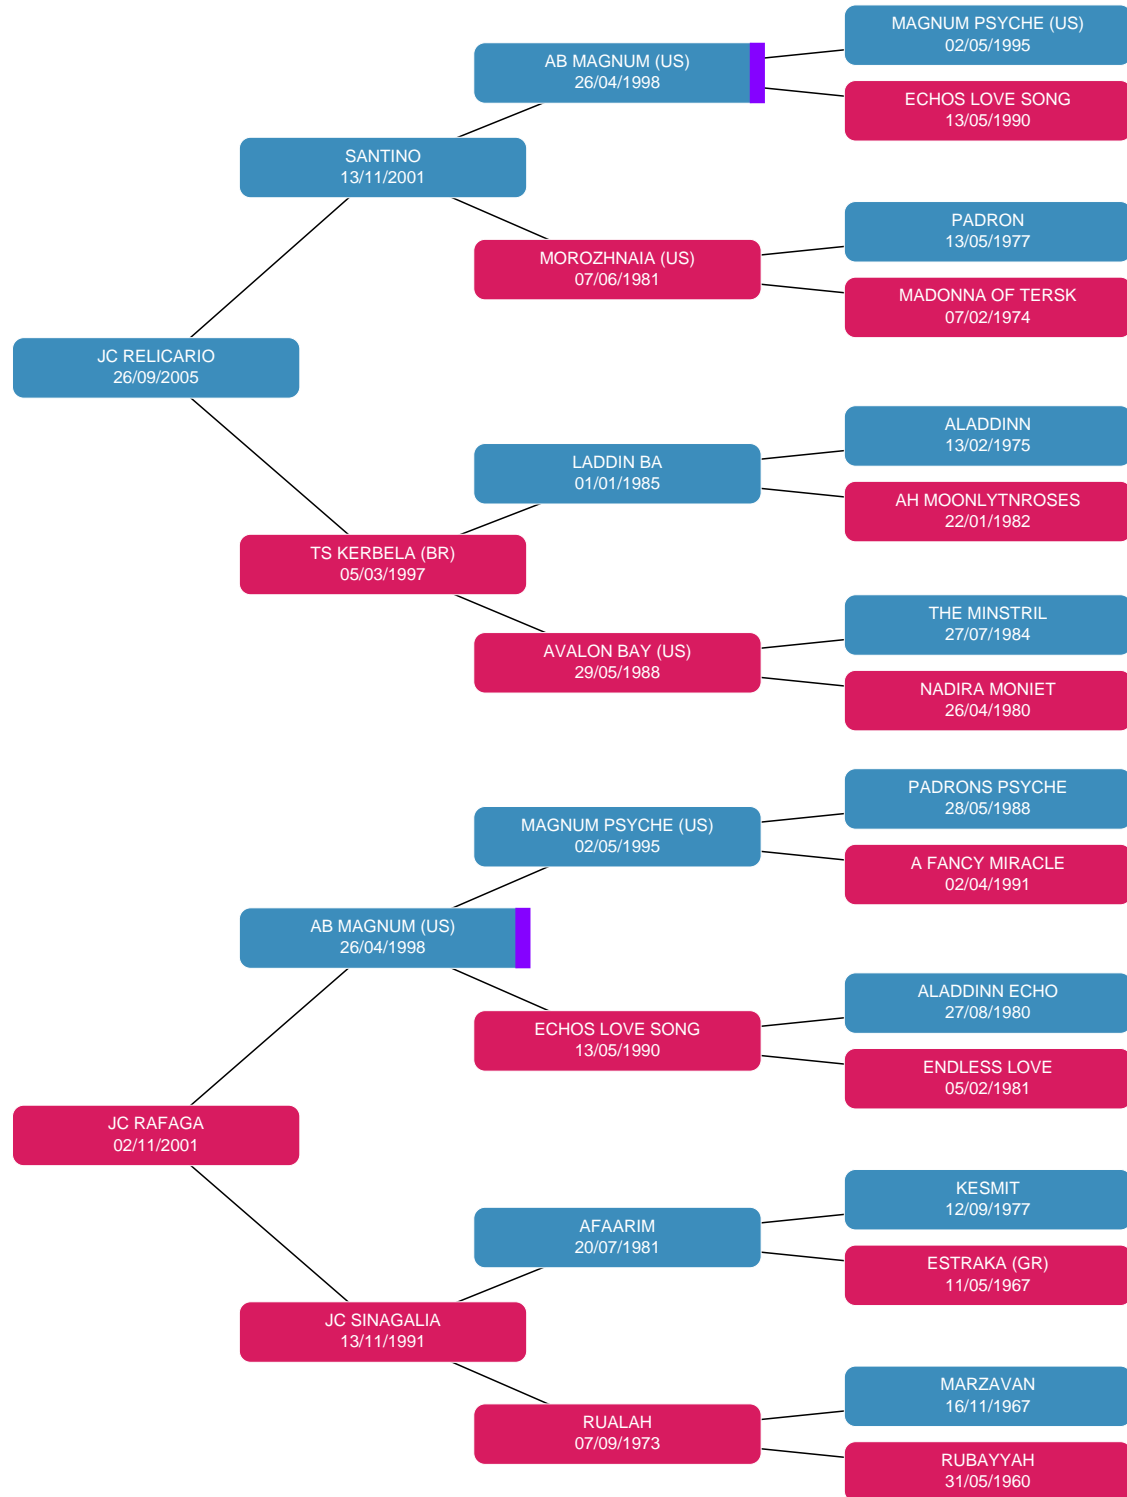 MAGNUM PSYCHE (US)
02/05/1995
AB MAGNUM (US)
26/04/1998
ECHOS LOVE SONG
13/05/1990
SANTINO
13/11/2001
PADRON
13/05/1977
MOROZHNAIA (US)
07/06/1981
MADONNA OF TERSK
07/02/1974
JC RELICARIO
26/09/2005
ALADDINN
13/02/1975
LADDIN BA
01/01/1985
AH MOONLYTNROSES
22/01/1982
TS KERBELA (BR)
05/03/1997
THE MINSTRIL
27/07/1984
AVALON BAY (US)
29/05/1988
NADIRA MONIET
26/04/1980
PADRONS PSYCHE
28/05/1988
MAGNUM PSYCHE (US)
02/05/1995
A FANCY MIRACLE
02/04/1991
AB MAGNUM (US)
26/04/1998
ALADDINN ECHO
27/08/1980
ECHOS LOVE SONG
13/05/1990
ENDLESS LOVE
05/02/1981
JC RAFAGA
02/11/2001
KESMIT
12/09/1977
AFAARIM
20/07/1981
ESTRAKA (GR)
11/05/1967
JC SINAGALIA
13/11/1991
MARZAVAN
16/11/1967
RUALAH
07/09/1973
RUBAYYAH
31/05/1960